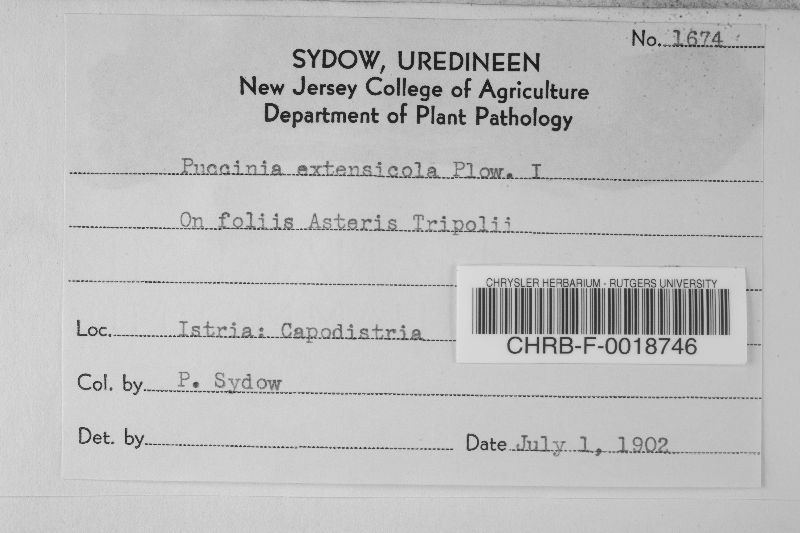 No. 1674
SYDOW, UREDINEEN
New Jersey College of Agriculture
Department of Plant Pathology
Puccinia extensicola Plow. I
On foliis Asteris Tripolii
CHRYSLER HERBARIUM - RUTGERS UNIVERSITY
CHRB-F-0018746
Loc. Istria: Capodistria
Col. by P. Sydow
Det. by
Date July 1, 1902